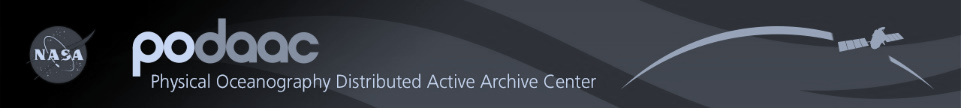 NASA
podaac
Physical Oceanography Distributed Active Archive Center